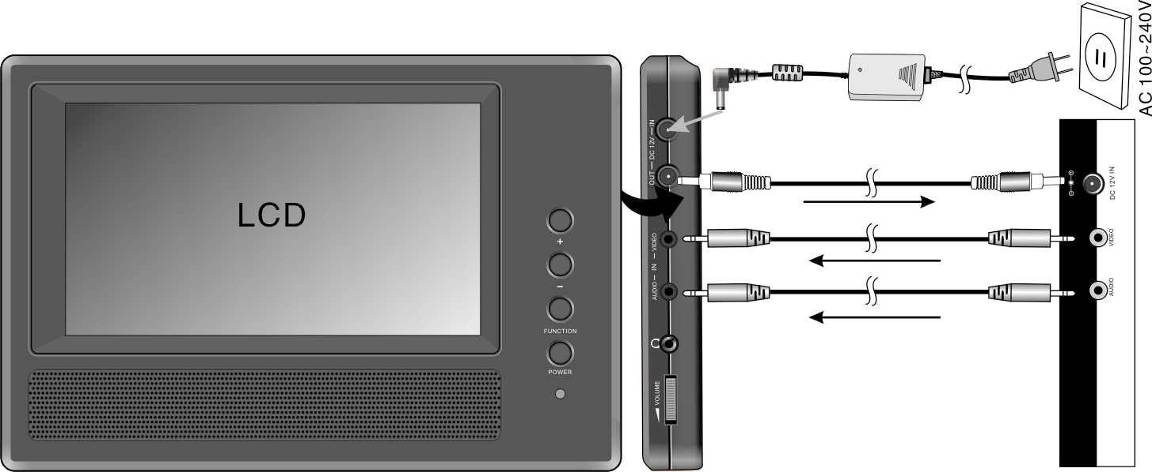 LCD
+
−
FUNCTION
POWER
OUT — DC 12V — IN
AUDIO — IN — VIDEO
VOLUME
AC 100~240V
DC 12V IN
VIDEO
AUDIO